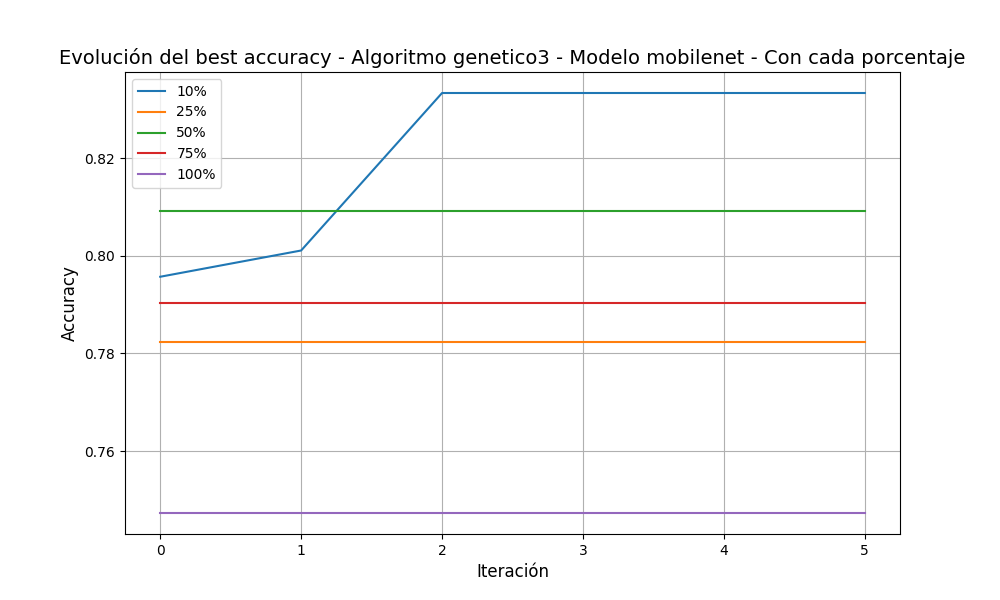 Evolución del best accuracy - Algoritmo genetico3 - Modelo mobilenet - Con cada porcentaje
10%
25%
50%
75%
100%
0.82
0.80
0.78
0.76
Accuracy
0 1 2 3 4 5
Iteración